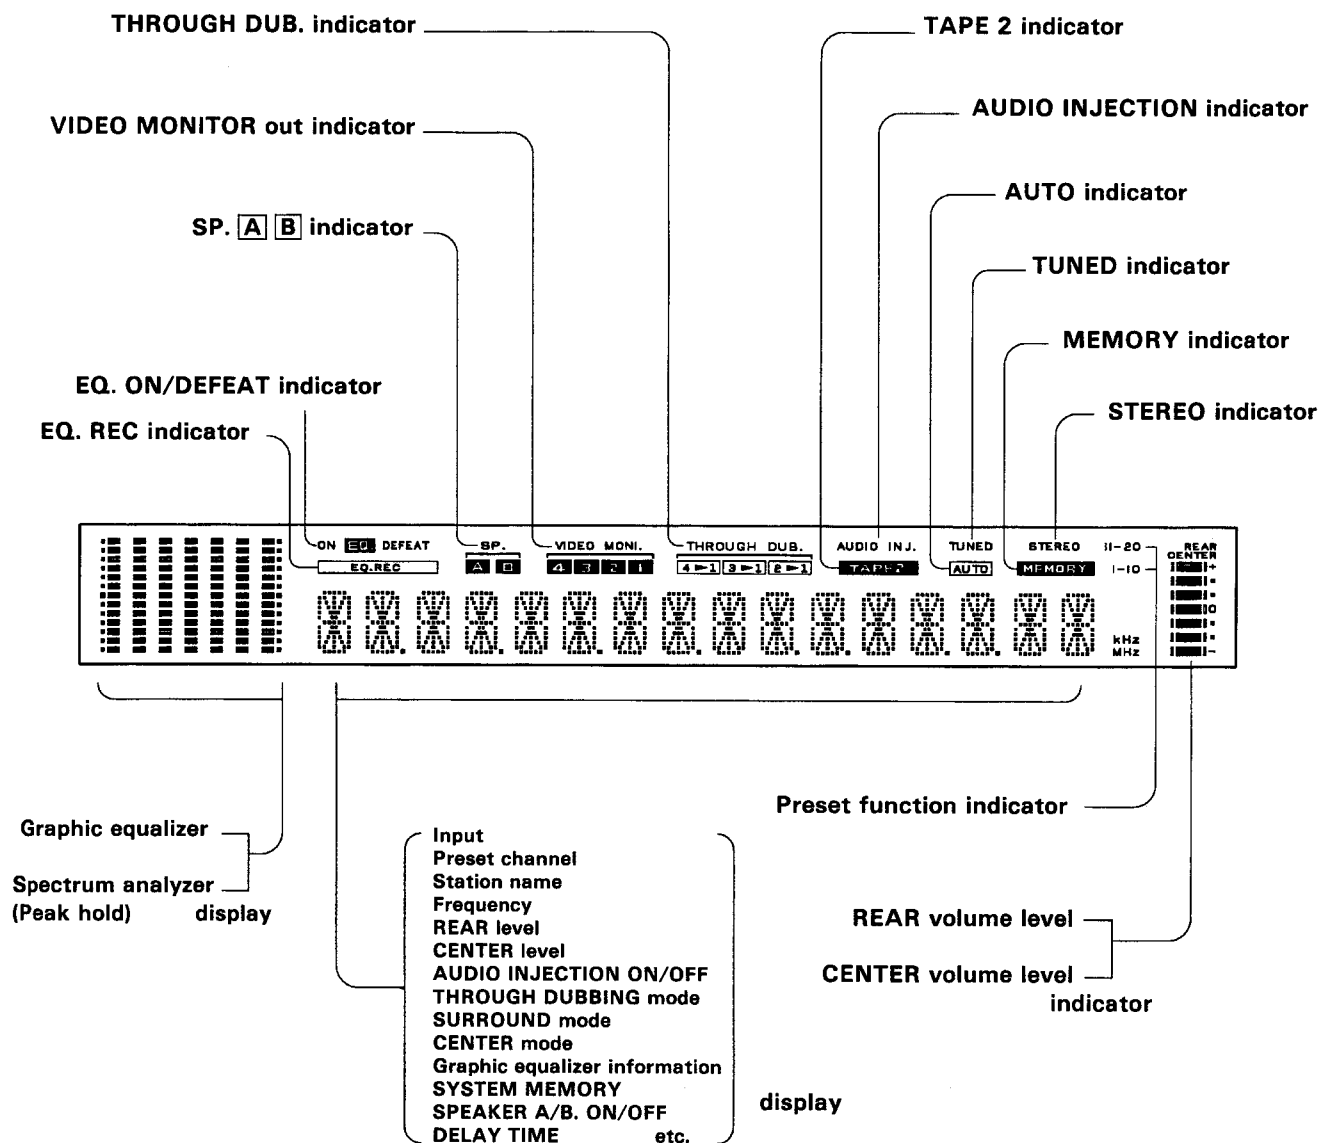 THROUGH DUB. indicator
TAPE 2 indicator
AUDIO INJECTION indicator
VIDEO MONITOR out indicator
AUTO indicator
SP. A B indicator
TUNED indicator
MEMORY indicator
EQ. ON/DEFEAT indicator
STEREO indicator
EQ. REC indicator
ON EQ. DEFEAT SP. VIDEO MONI. THROUGH DUB. AUDIO INJ. TUNED STEREO 11-20 REAR
CENTER
EQ.REC A B 4 3 2 1 4►1 3►1 2►1 TAPE2 AUTO MEMORY 1-10 +
0
kHz
MHz -
Preset function indicator
Graphic equalizer
Spectrum analyzer
(Peak hold) display
Input
Preset channel
Station name
Frequency
REAR level
CENTER level
AUDIO INJECTION ON/OFF
THROUGH DUBBING mode
SURROUND mode
CENTER mode
Graphic equalizer information
SYSTEM MEMORY
SPEAKER A/B. ON/OFF
DELAY TIME etc.
display
REAR volume level
CENTER volume level
indicator